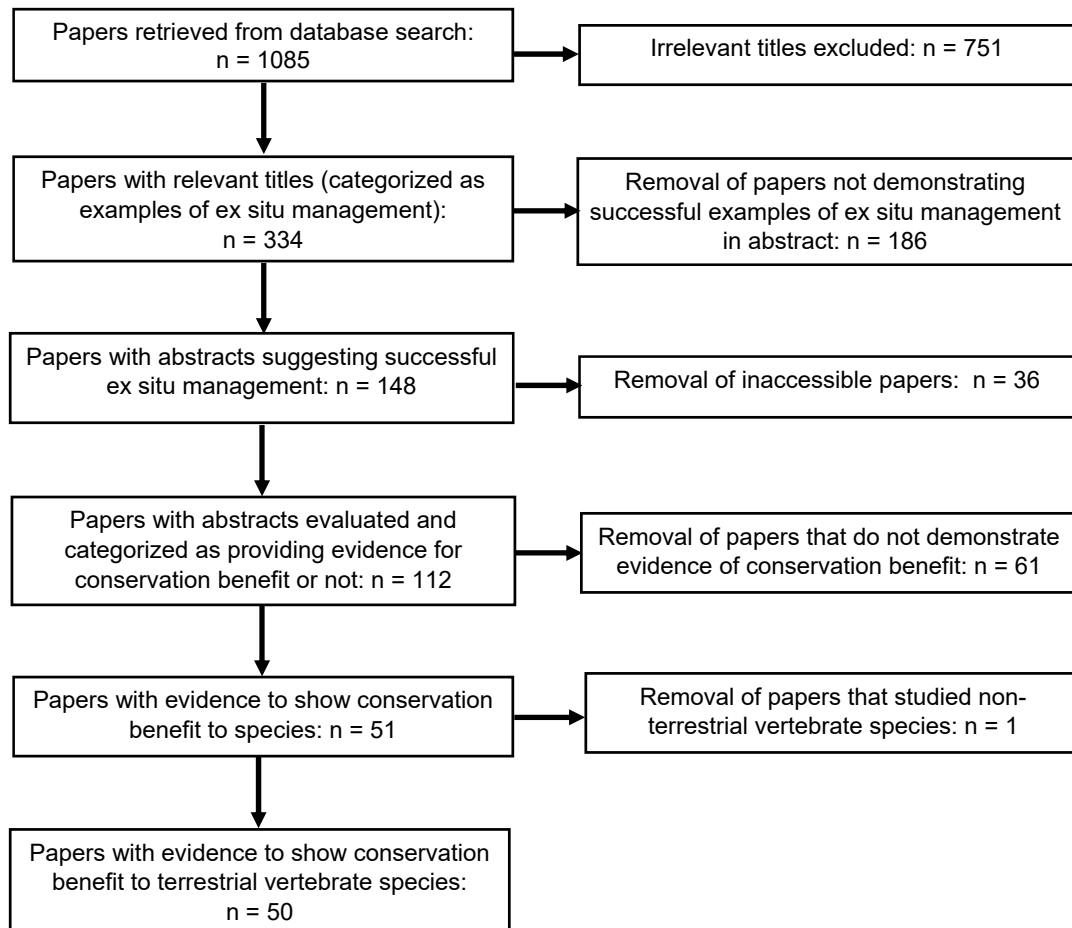 Papers retrieved from database search:
n = 1085
Irrelevant titles excluded: n = 751
Papers with relevant titles (categorized as
examples of ex situ management):
n = 334
Removal of papers not demonstrating
successful examples of ex situ management
in abstract: n = 186
Papers with abstracts suggesting successful
ex situ management: n = 148
Removal of inaccessible papers: n = 36
Papers with abstracts evaluated and
categorized as providing evidence for
conservation benefit or not: n = 112
Removal of papers that do not demonstrate
evidence of conservation benefit: n = 61
Papers with evidence to show conservation
benefit to species: n = 51
Removal of papers that studied non-
terrestrial vertebrate species: n = 1
Papers with evidence to show conservation
benefit to terrestrial vertebrate species:
n = 50